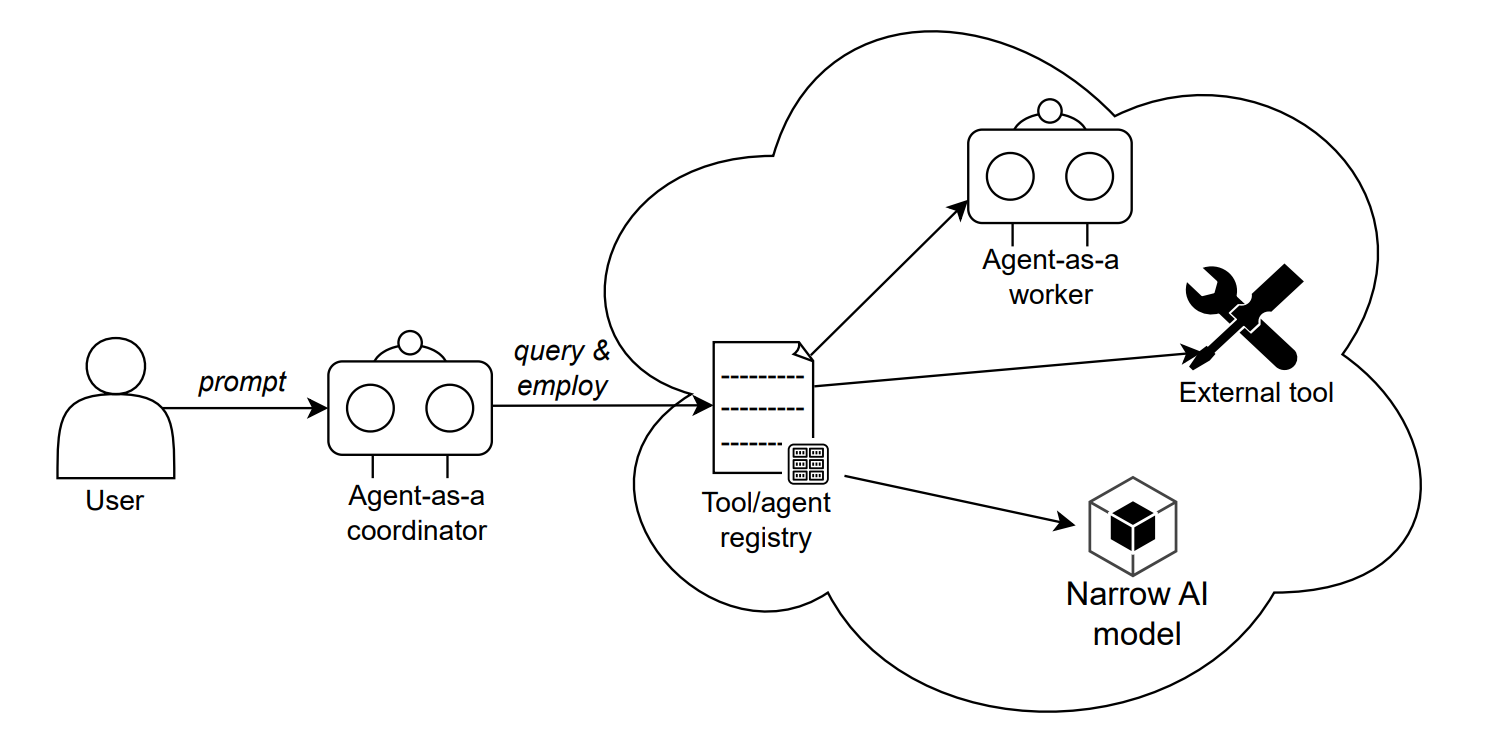 prompt
User
Agent-as-a
coordinator
query &
employ
Tool/agent
registry
Agent-as-a
worker
External tool
Narrow AI
model